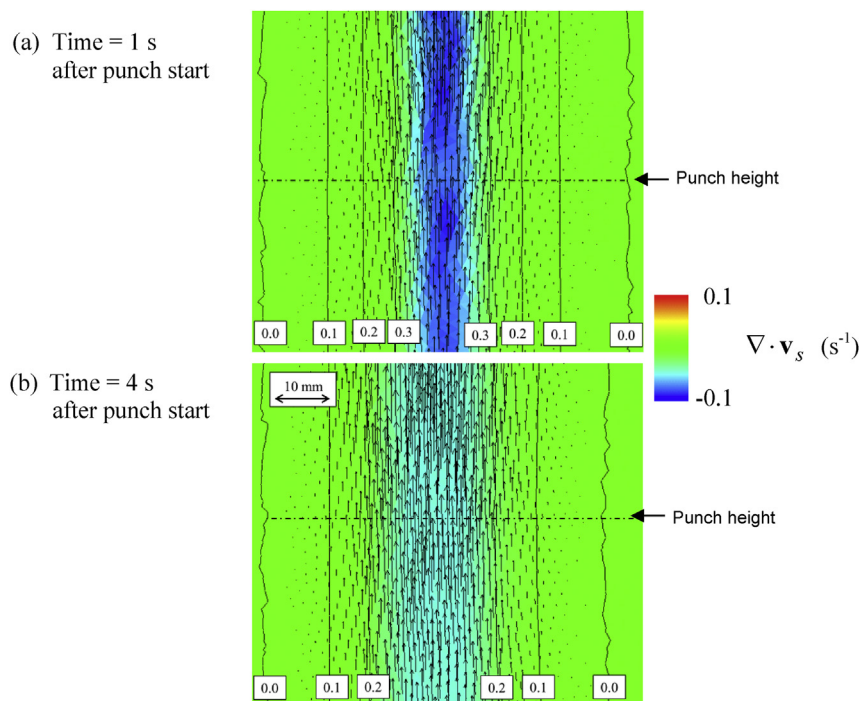 (a) Time = 1 s
after punch start
Punch height
0.0 0.1 0.2 0.3 0.3 0.2 0.1 0.0
0.1
∇ · v_s (s⁻¹)
-0.1
(b) Time = 4 s
after punch start
10 mm
Punch height
0.0 0.1 0.2 0.2 0.1 0.0